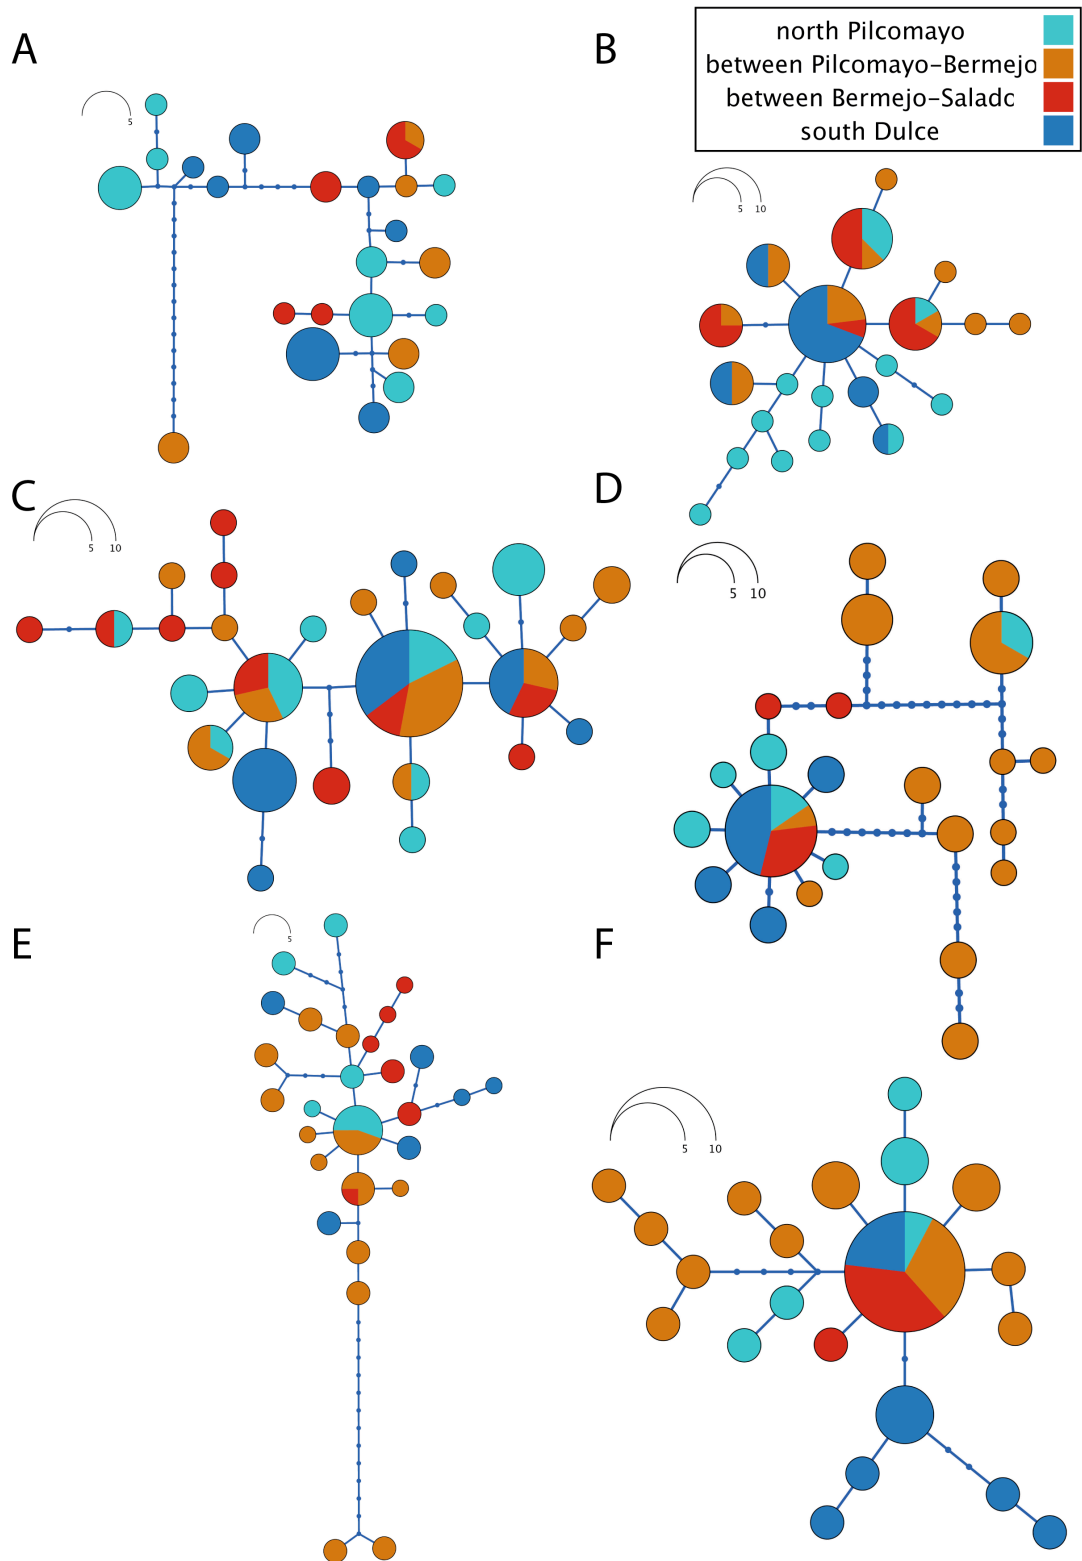 A
B
north Pilcomayo
between Pilcomayo-Bermejo
between Bermejo-Saladc
south Dulce
5
5 10
C
D
5 10
5 10
E
F
5
5 10